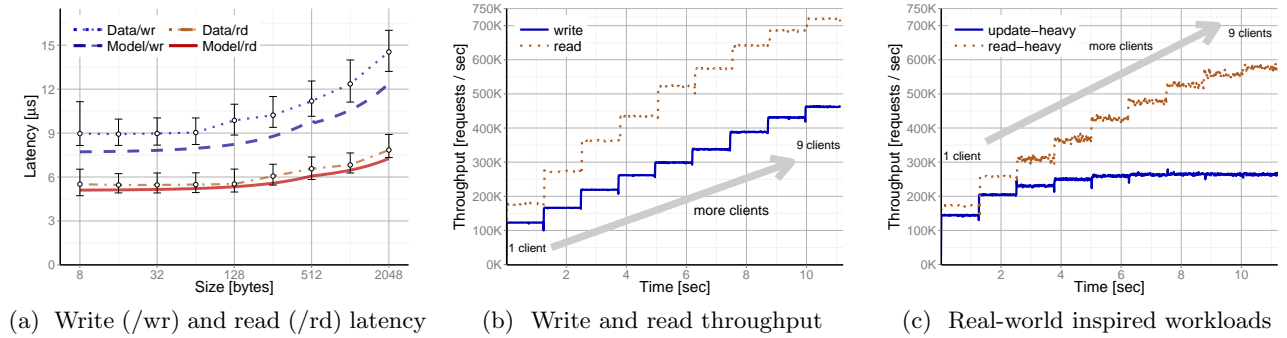 15
12
9
6
3
0
Latency [µs]
Data/wr
Model/wr
Data/rd
Model/rd
8
32
128
512
2048
Size [bytes]
(a) Write (/wr) and read (/rd) latency
750K
700K
600K
500K
400K
300K
200K
100K
0K
Throughput [requests / sec]
write
read
9 clients
more clients
1 client
2
4
6
8
10
Time [sec]
(b) Write and read throughput
750K
700K
600K
500K
400K
300K
200K
100K
0K
Throughput [requests / sec]
update−heavy
read−heavy
more clients
9 clients
1 client
2
4
6
8
10
Time [sec]
(c) Real-world inspired workloads